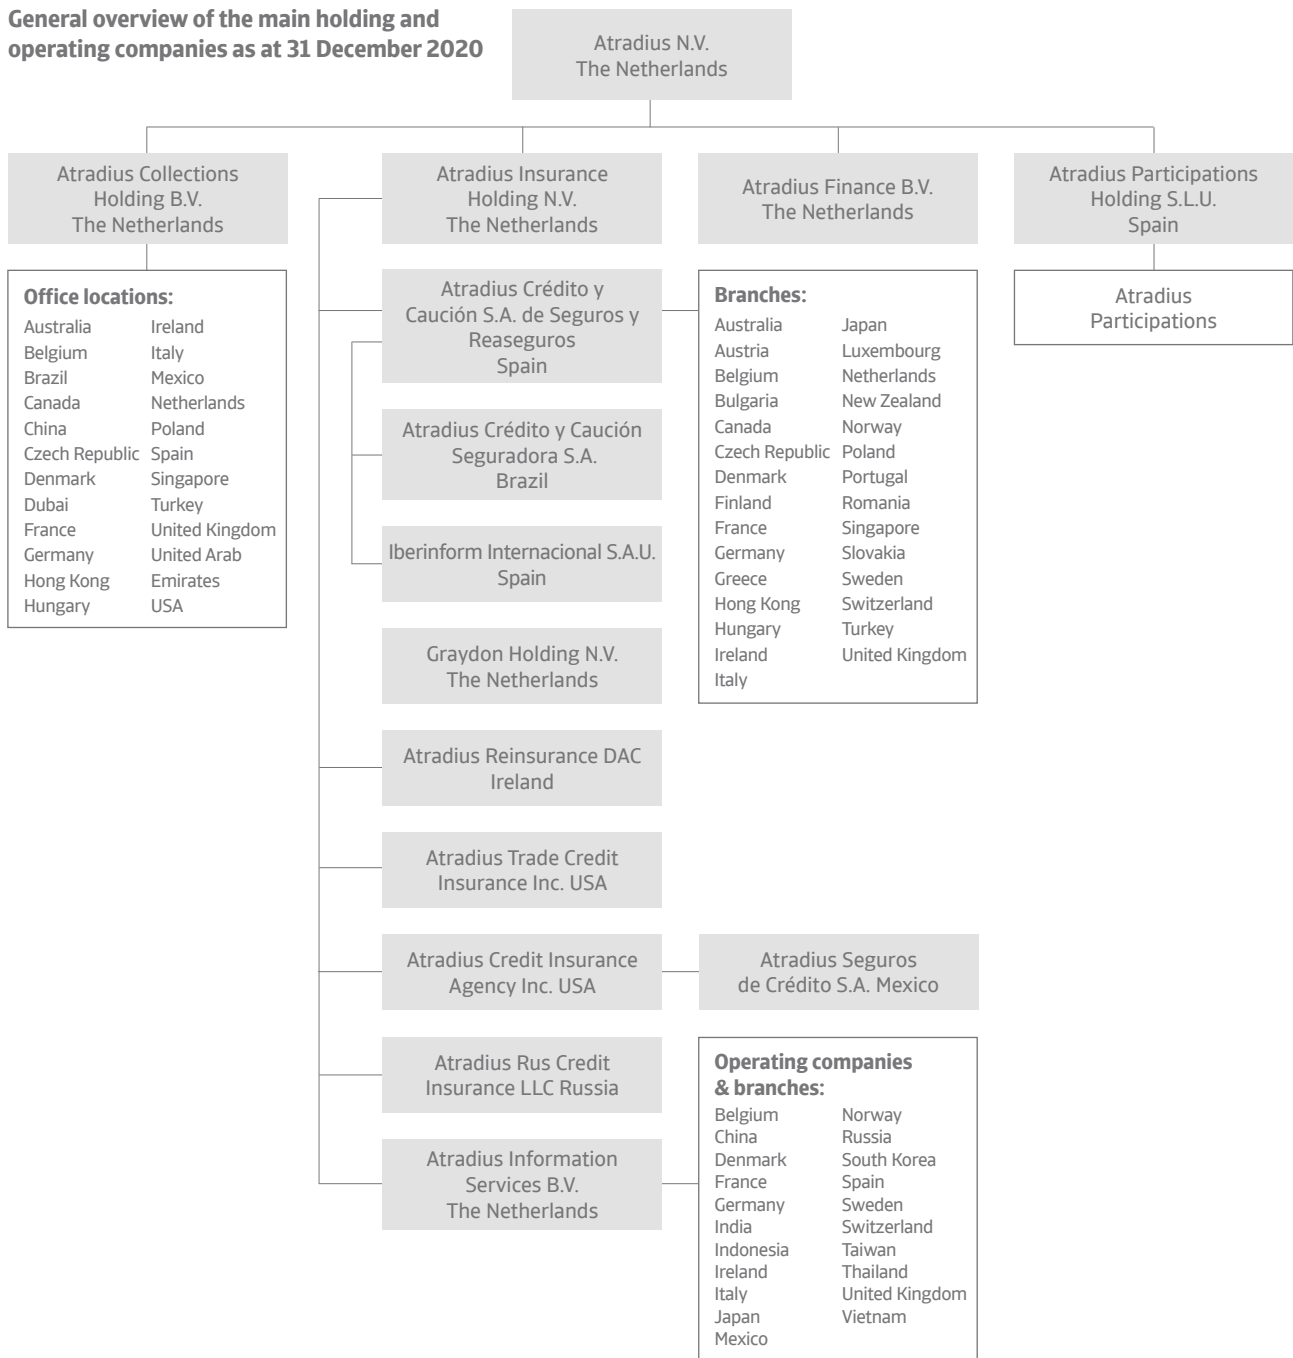 General overview of the main holding and
operating companies as at 31 December 2020
Atradius N.V.
The Netherlands
Atradius Collections
Holding B.V.
The Netherlands
Atradius Insurance
Holding N.V.
The Netherlands
Atradius Finance B.V.
The Netherlands
Atradius Participations
Holding S.L.U.
Spain
Office locations:
Australia
Belgium
Brazil
Canada
China
Czech Republic
Denmark
Dubai
France
Germany
Hong Kong
Hungary
Ireland
Italy
Mexico
Netherlands
Poland
Spain
Singapore
Turkey
United Kingdom
United Arab
Emirates
USA
Atradius Crédito y
Caución S.A. de Seguros y
Reaseguros
Spain
Branches:
Australia
Austria
Belgium
Bulgaria
Canada
Czech Republic
Denmark
Finland
France
Germany
Greece
Hong Kong
Hungary
Ireland
Italy
Japan
Luxembourg
Netherlands
New Zealand
Norway
Poland
Portugal
Romania
Singapore
Slovakia
Sweden
Switzerland
Turkey
United Kingdom
Atradius
Participations
Atradius Crédito y Caución
Seguradora S.A.
Brazil
Iberinform Internacional S.A.U.
Spain
Graydon Holding N.V.
The Netherlands
Atradius Reinsurance DAC
Ireland
Atradius Trade Credit
Insurance Inc. USA
Atradius Credit Insurance
Agency Inc. USA
Atradius Seguros
de Crédito S.A. Mexico
Atradius Rus Credit
Insurance LLC Russia
Atradius Information
Services B.V.
The Netherlands
Operating companies
& branches:
Belgium
China
Denmark
France
Germany
India
Indonesia
Ireland
Italy
Japan
Mexico
Norway
Russia
South Korea
Spain
Sweden
Switzerland
Taiwan
Thailand
United Kingdom
Vietnam